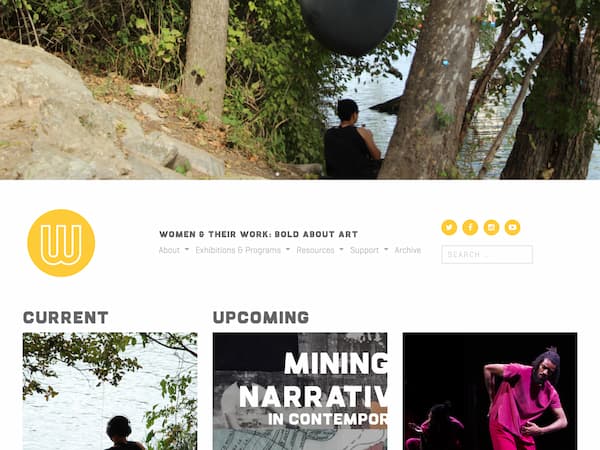 W
WOMEN & THEIR WORK: BOLD ABOUT ART
About Exhibitions & Programs Resources Support Archive
SEARCH ...
CURRENT
UPCOMING
MINING
NARRATIV
IN CONTEMPOR